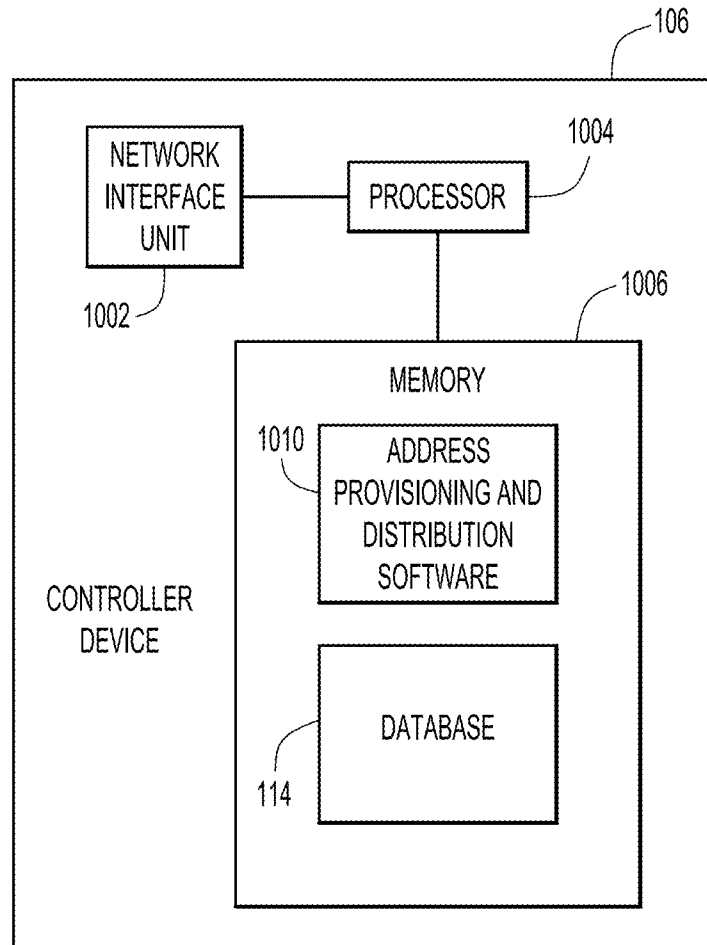 106
NETWORK
INTERFACE
UNIT
1002
PROCESSOR
1004
1006
MEMORY
1010
ADDRESS
PROVISIONING AND
DISTRIBUTION
SOFTWARE
CONTROLLER
DEVICE
DATABASE
114